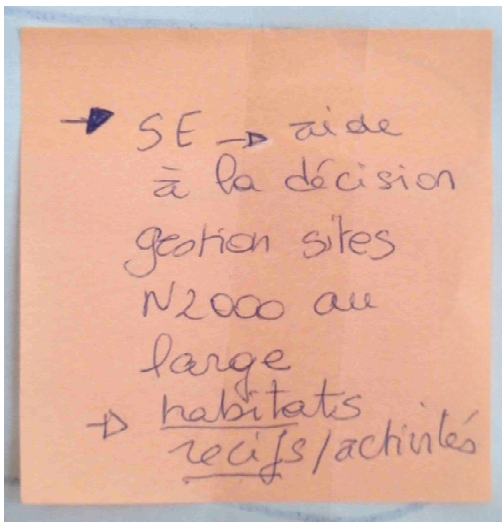 → SE → aide
à la décision
gestion sites
N2000 au
large
→ habitats
recifs/activités